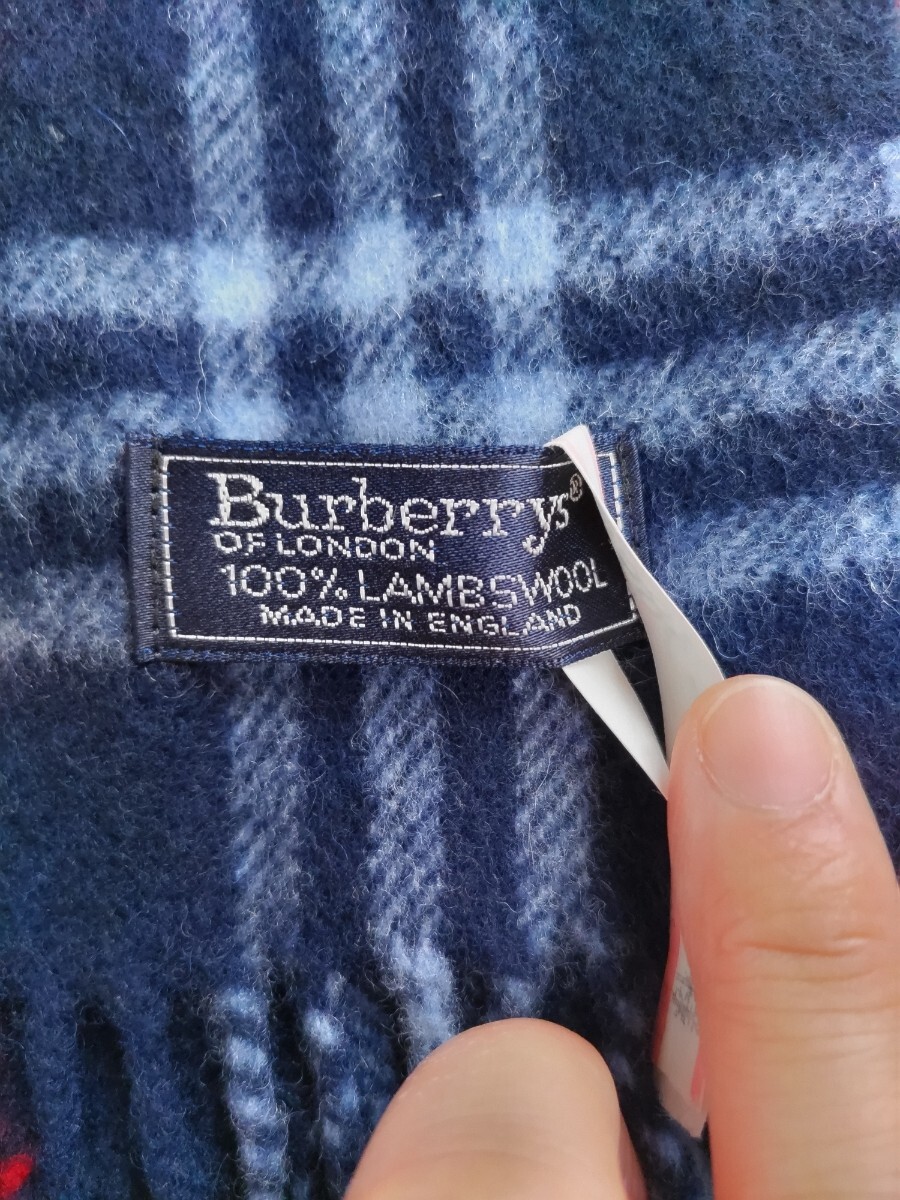 Burberrys®
OF LONDON
100% LAMBSWOOL
MADE IN ENGLAND